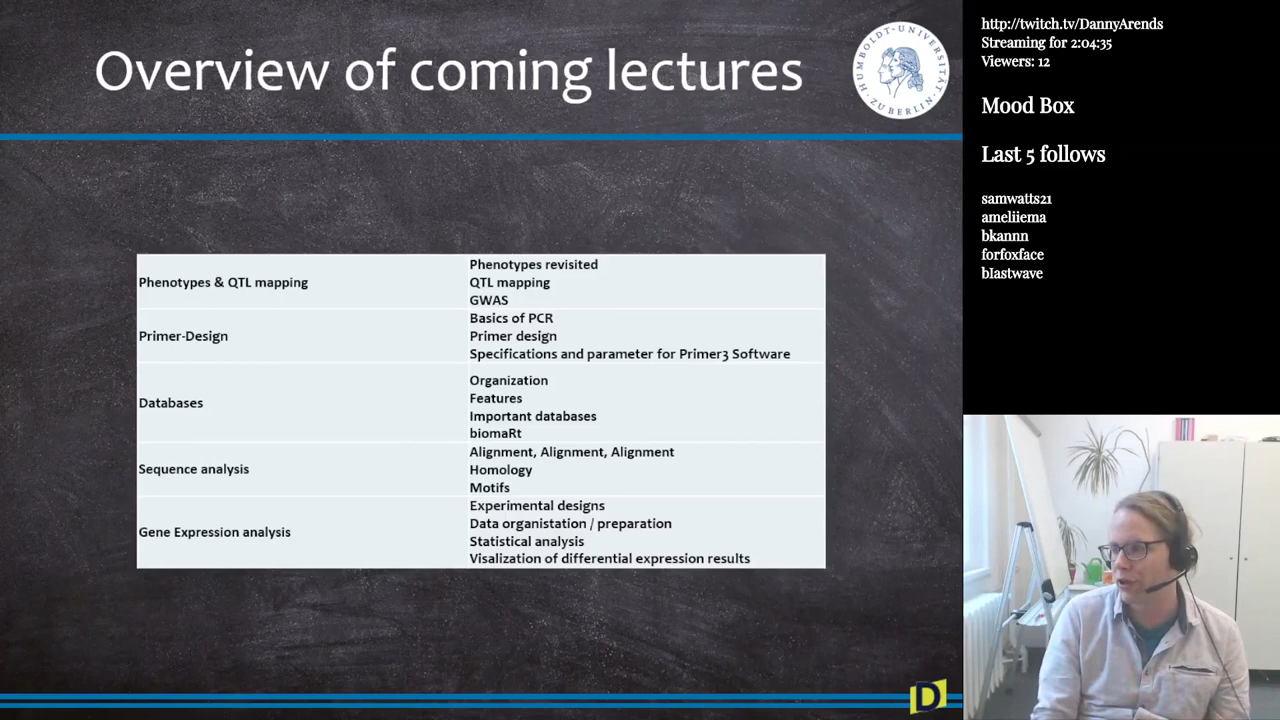 Overview of coming lectures
HUMBOLDT-UNIVERSITÄT ZU BERLIN
Phenotypes & QTL mapping
Phenotypes revisited
QTL mapping
GWAS
Primer-Design
Basics of PCR
Primer design
Specifications and parameter for Primer3 Software
Databases
Organization
Features
Important databases
biomaRt
Sequence analysis
Alignment, Alignment, Alignment
Homology
Motifs
Gene Expression analysis
Experimental designs
Data organistation / preparation
Statistical analysis
Visalization of differential expression results
D
http://twitch.tv/DannyArends
Streaming for 2:04:35
Viewers: 12
Mood Box
Last 5 follows
samwatts21
ameliiema
bkannn
forfoxface
blastwave